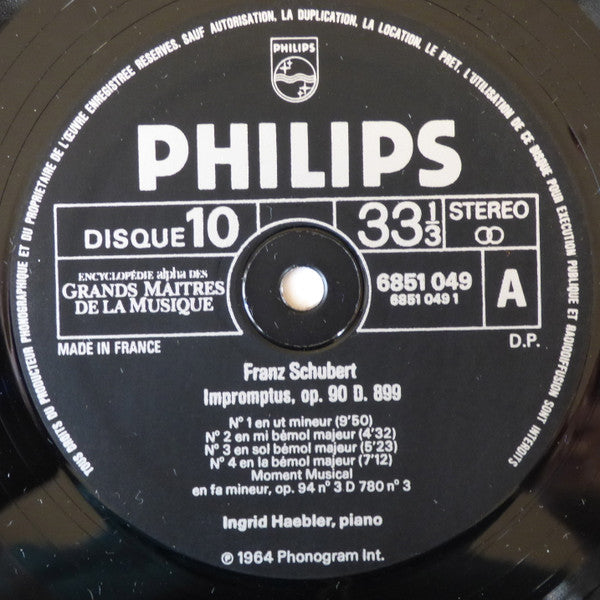 TOUS DROITS DU PRODUCTEUR PHONOGRAPHIQUE ET DU PROPRIETAIRE DE L'ŒUVRE ENREGISTREE RESERVES. SAUF AUTORISATION, LA DUPLICATION, LA LOCATION, LE PRET, L'UTILISATION DE CE DISQUE POUR EXECUTION PUBLIQUE ET RADIODIFFUSION SONT INTERDITS
PHILIPS
PHILIPS
DISQUE 10
33 1/3
STEREO
ENCYCLOPÉDIE alpha DES
GRANDS MAITRES
DE LA MUSIQUE
6851 049
6851 049 1
A
MADE IN FRANCE
D.P.
Franz Schubert
Impromptus, op. 90 D. 899
N° 1 en ut mineur (9'50)
N° 2 en mi bémol majeur (4'32)
N° 3 en sol bémol majeur (5'23)
N° 4 en le bémol majeur (7'12)
Moment Musical
en fa mineur, op. 94 n° 3 D 780 n° 3
Ingrid Haebler, piano
℗ 1964 Phonogram Int.